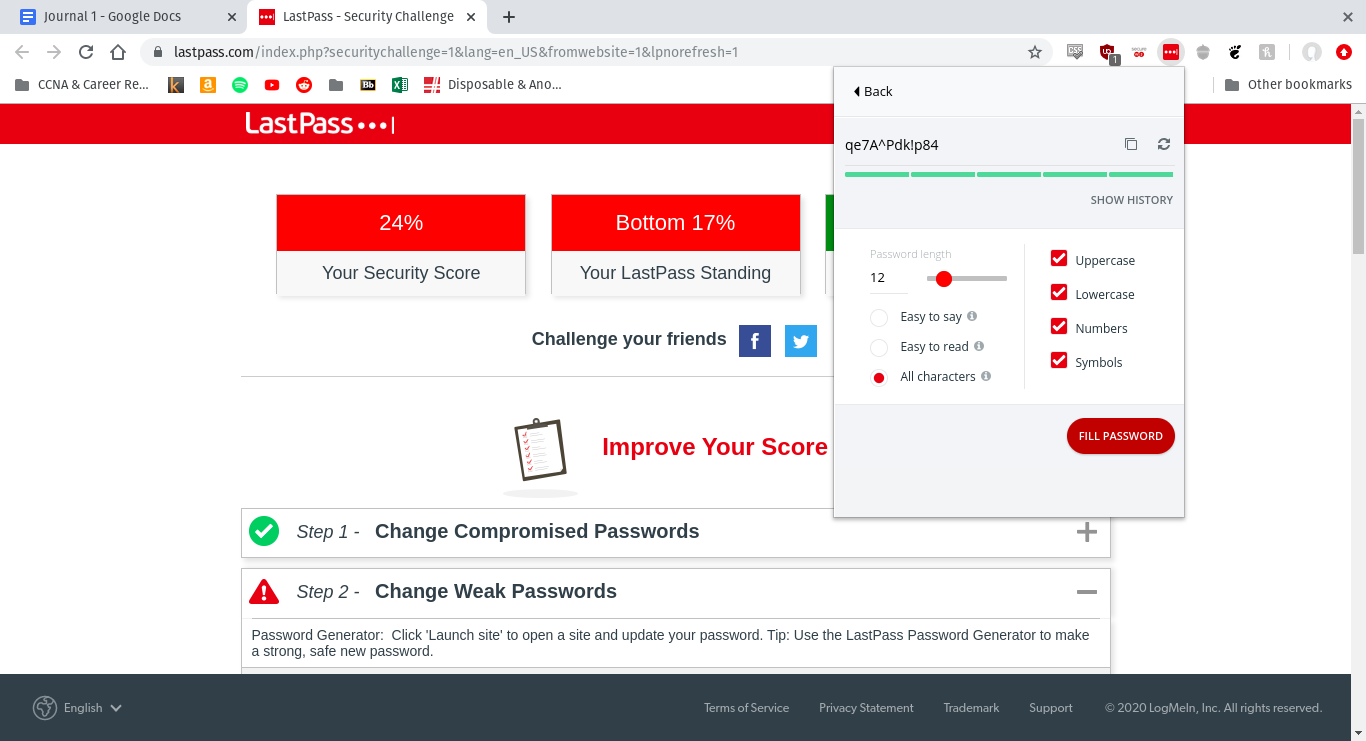 Journal 1 - Google Docs
LastPass - Security Challenge
lastpass.com/index.php?securitychallenge=1&lang=en_US&fromwebsite=1&lpnorefresh=1
CSS
1
CCNA & Career Re...
Bb
Disposable & Ano...
Other bookmarks
LastPass
Back
qe7A^Pdk!p84
SHOW HISTORY
24%
Your Security Score
Bottom 17%
Your LastPass Standing
Password length
12
Easy to say
Easy to read
All characters
Uppercase
Lowercase
Numbers
Symbols
FILL PASSWORD
Challenge your friends
Improve Your Score
Step 1 - Change Compromised Passwords
Step 2 - Change Weak Passwords
Password Generator:  Click 'Launch site' to open a site and update your password. Tip: Use the LastPass Password Generator to make
a strong, safe new password.
English
Terms of Service
Privacy Statement
Trademark
Support
© 2020 LogMeIn, Inc. All rights reserved.